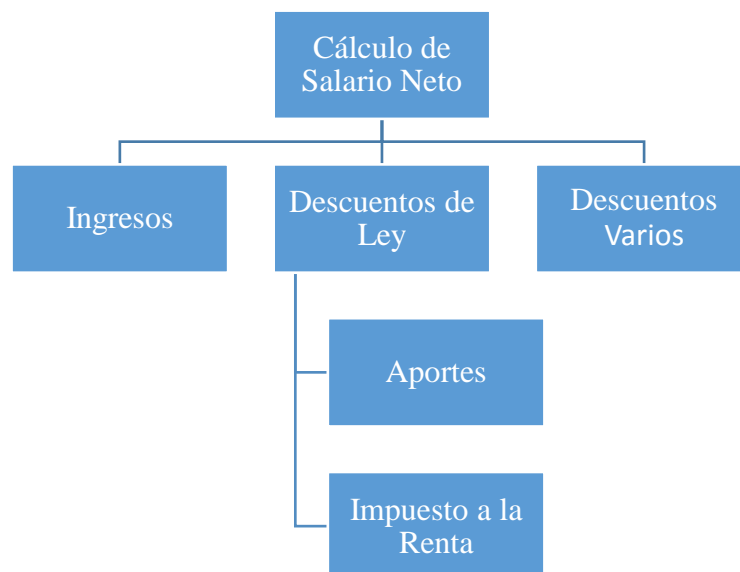 Cálculo de
Salario Neto
Ingresos
Descuentos de
Ley
Descuentos
Varios
Aportes
Impuesto a la
Renta